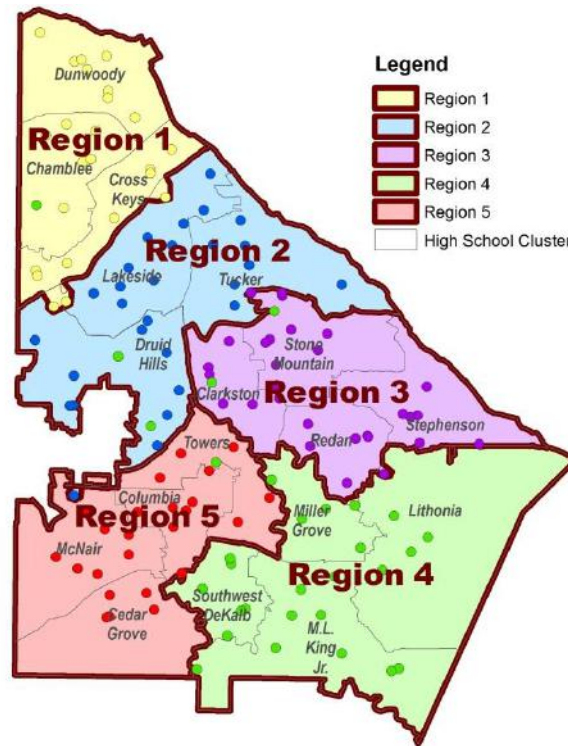 Dunwoody
Region 1
Chamblee
Cross
Keys
Legend
Region 1
Region 2
Region 3
Region 4
Region 5
High School Cluster
Region 2
Lakeside
Tucker
Druid
Hills
Stone
Mountain
Clarkston
Region 3
Redan
Stephenson
Towers
Columbia
Region 5
McNair
Cedar
Grove
Miller
Grove
Lithonia
Region 4
Southwest
DeKalb
M.L.
King
Jr.